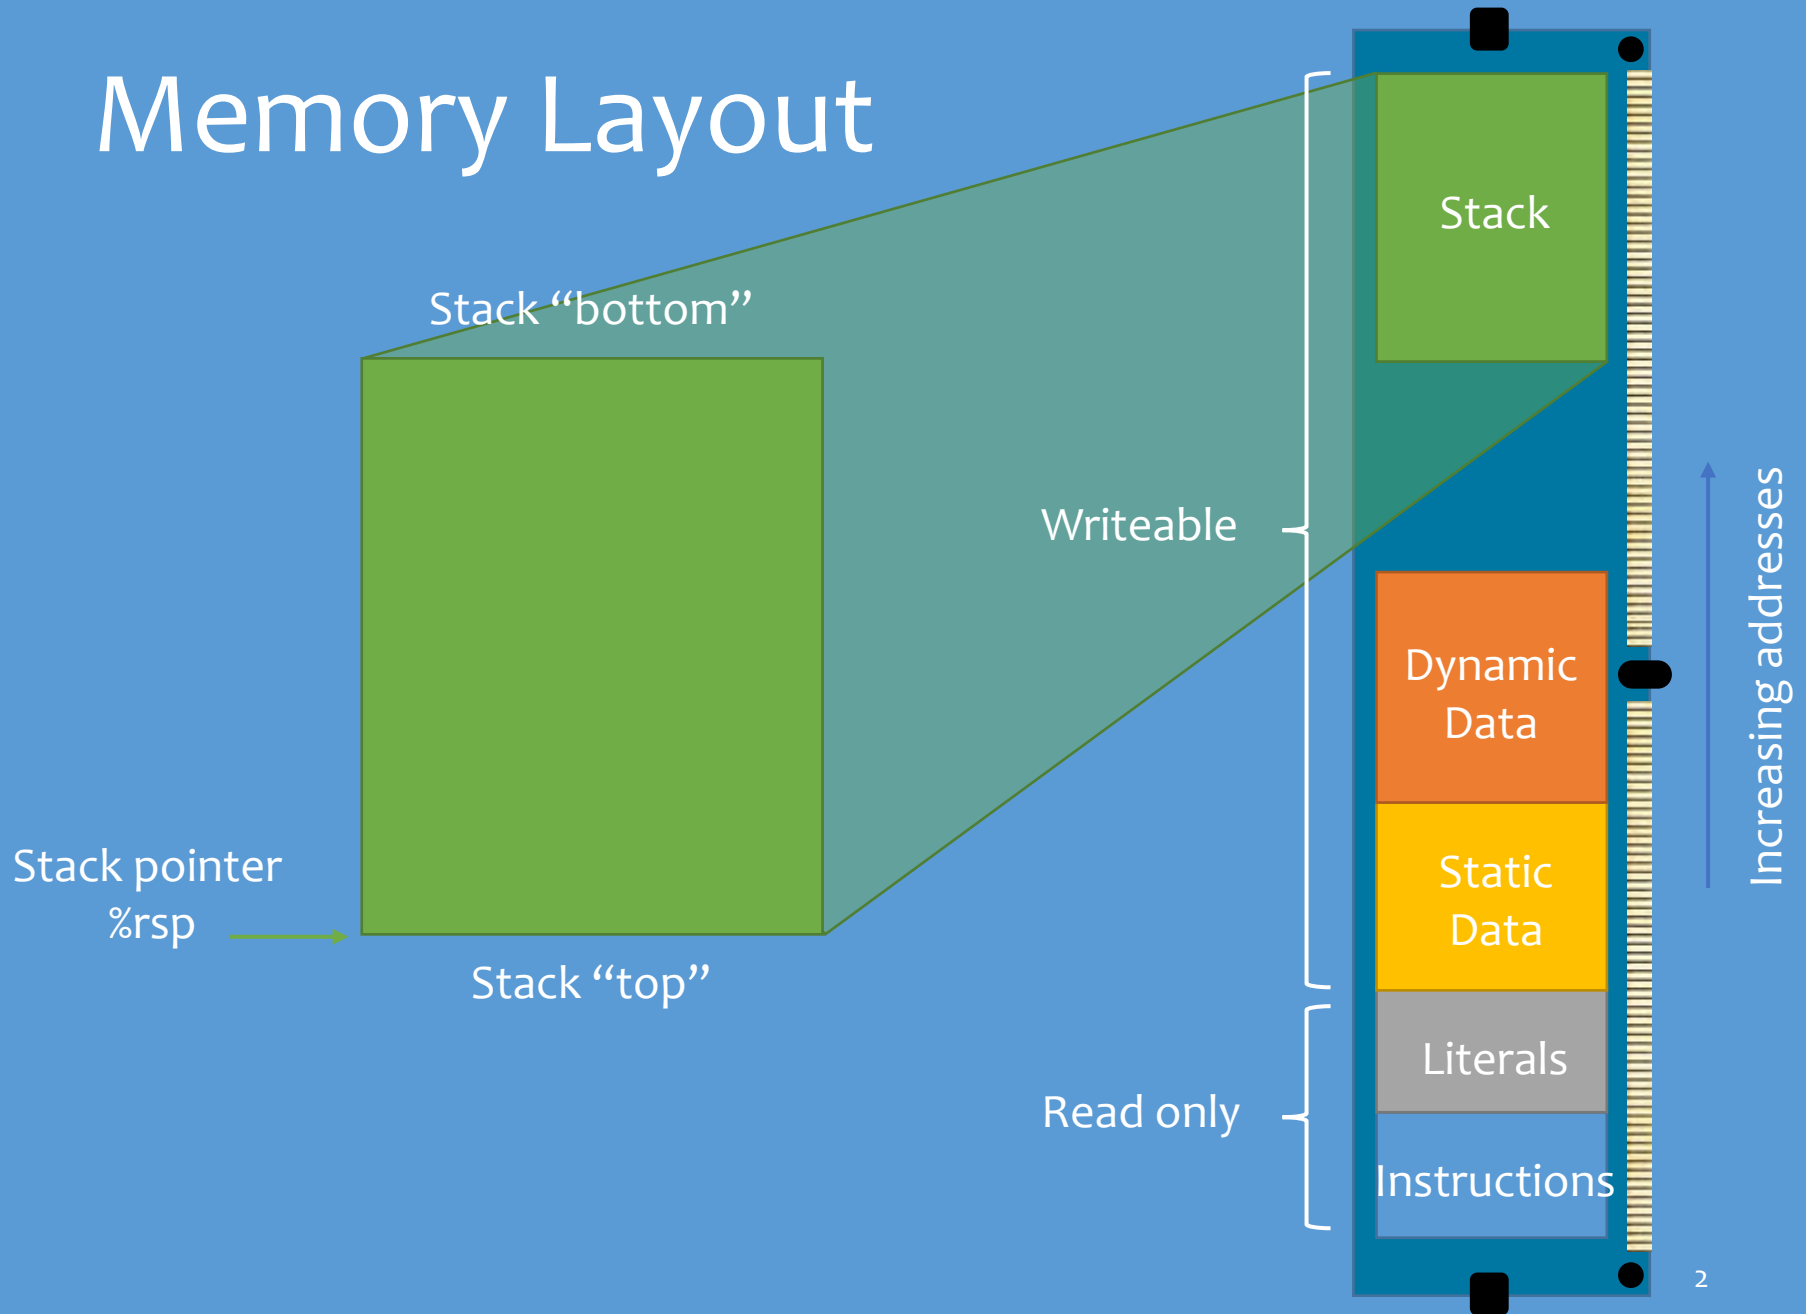 Memory Layout
Stack
Stack “bottom”
Writeable
Increasing addresses
Dynamic
Data
Stack pointer
%rsp
Static
Data
Stack “top”
Literals
Read only
Instructions
2